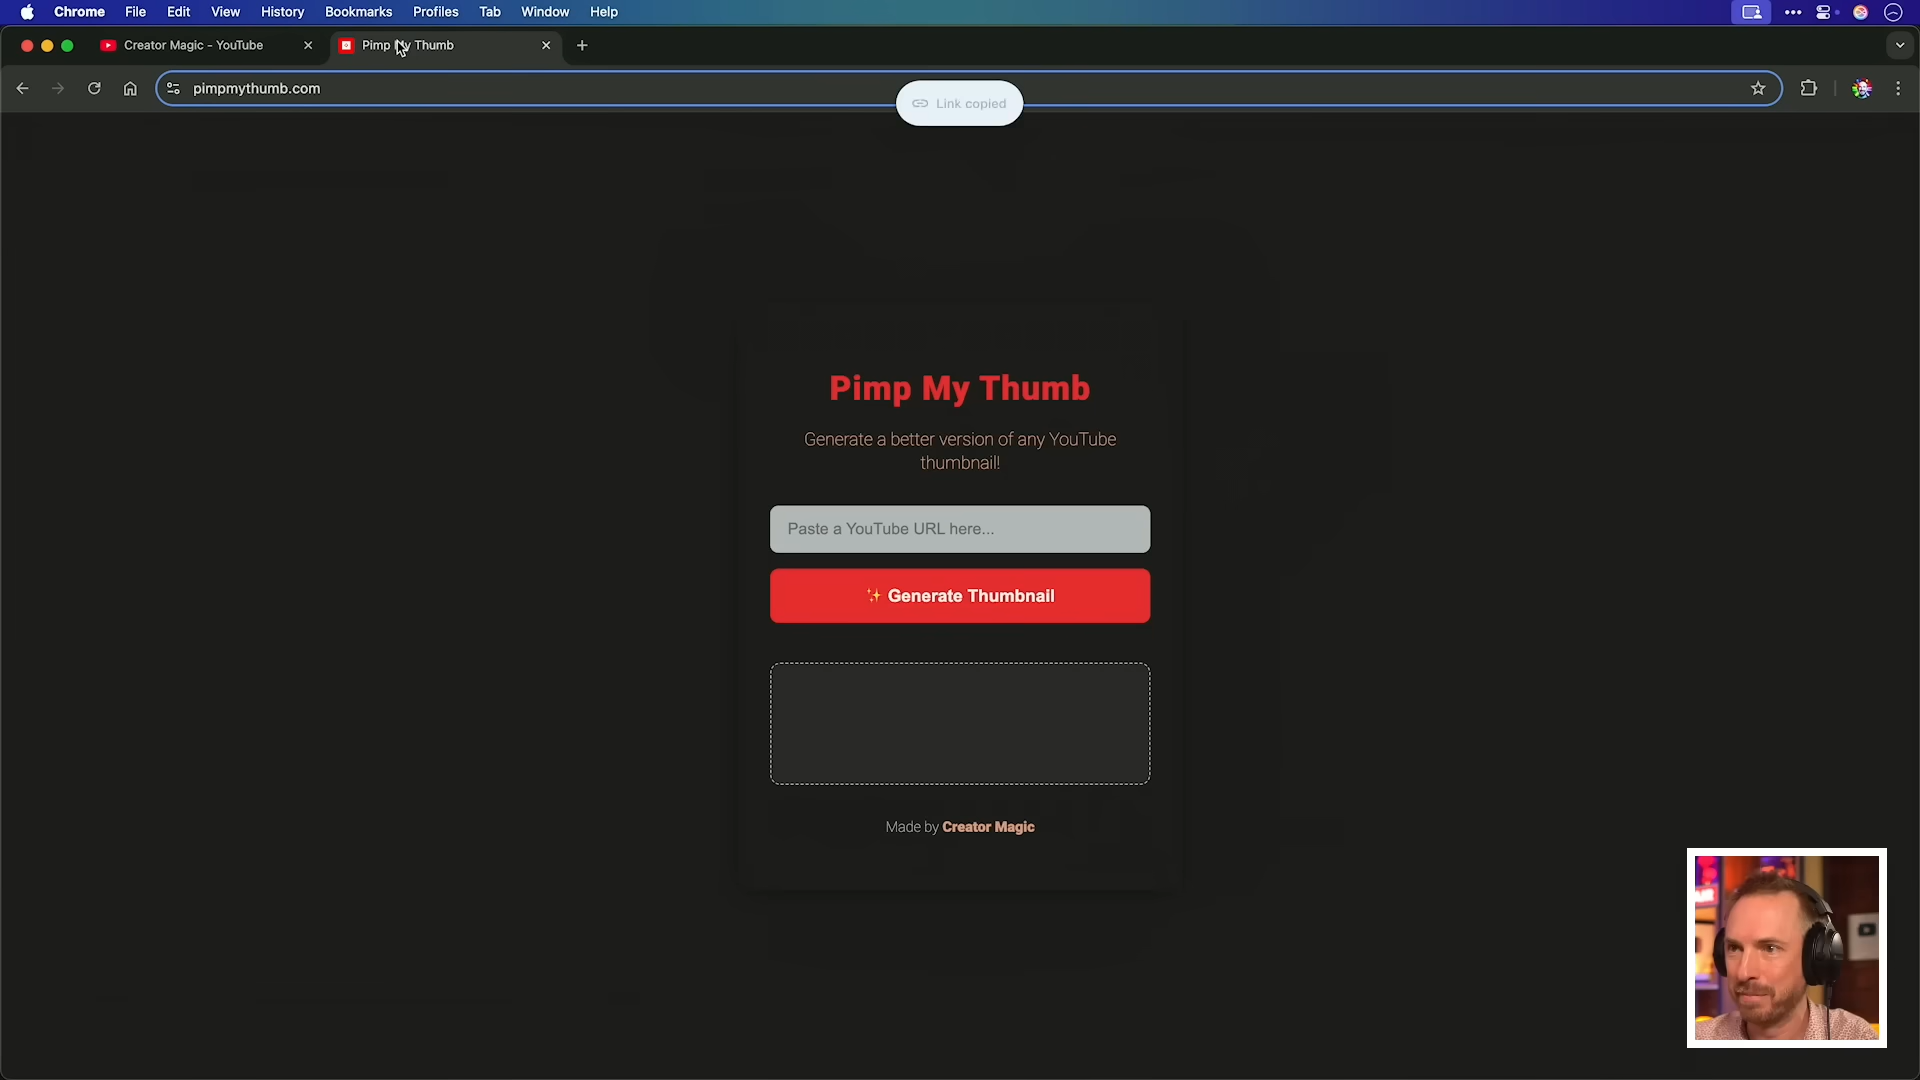 Chrome File Edit View History Bookmarks Profiles Tab Window Help
Creator Magic - YouTube
Pimp My Thumb
pimpmythumb.com
Link copied
Pimp My Thumb
Generate a better version of any YouTube
thumbnail!
Paste a YouTube URL here...
✨ Generate Thumbnail
Made by Creator Magic